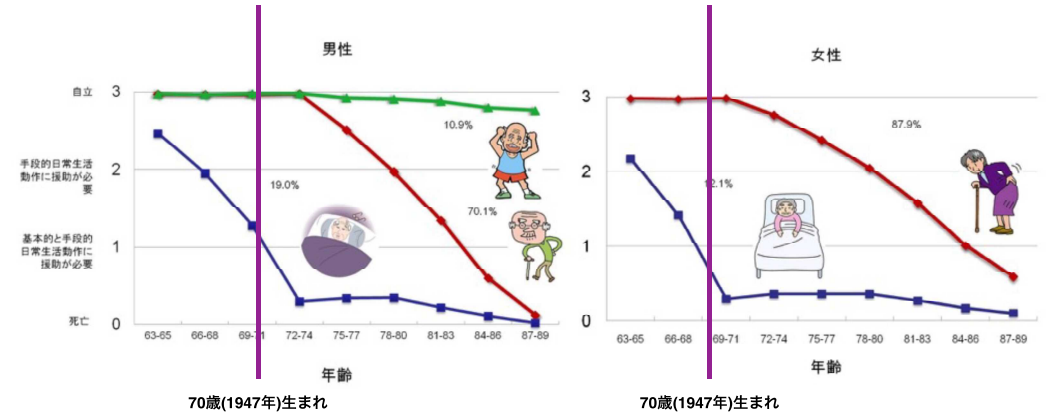 男性
自立
3
10.9%
手段的日常生活
動作に援助が必
要
2
19.0%
70.1%
基本的と手段的
日常生活動作に
援助が必要
1
死亡
0
63-65 66-68 69-71 72-74 75-77 78-80 81-83 84-86 87-89
年齢
70歳(1947年)生まれ
女性
3
87.9%
2
12.1%
1
0
63-65 66-68 69-71 72-74 75-77 78-80 81-83 84-86 87-89
年齢
70歳(1947年)生まれ